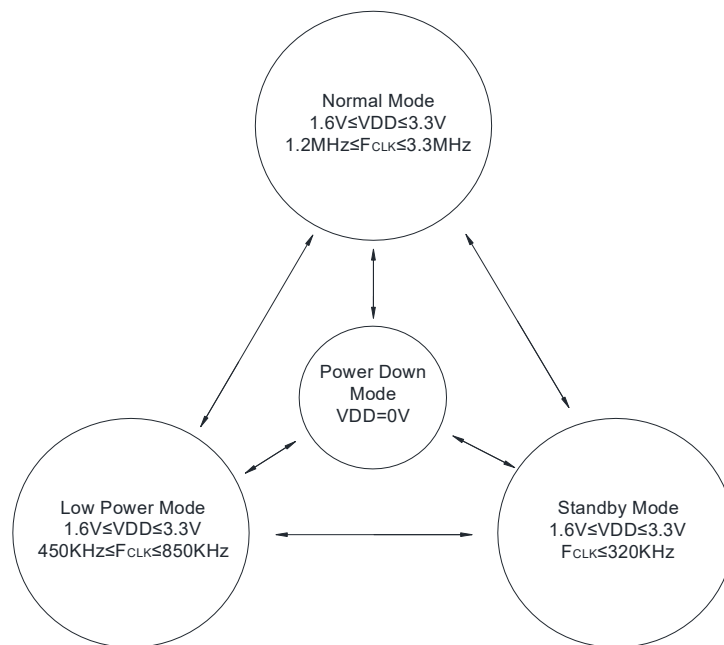 Normal Mode
1.6V≤VDD≤3.3V
1.2MHz≤FCLK≤3.3MHz
Power Down
Mode
VDD=0V
Low Power Mode
1.6V≤VDD≤3.3V
450KHz≤FCLK≤850KHz
Standby Mode
1.6V≤VDD≤3.3V
FCLK≤320KHz